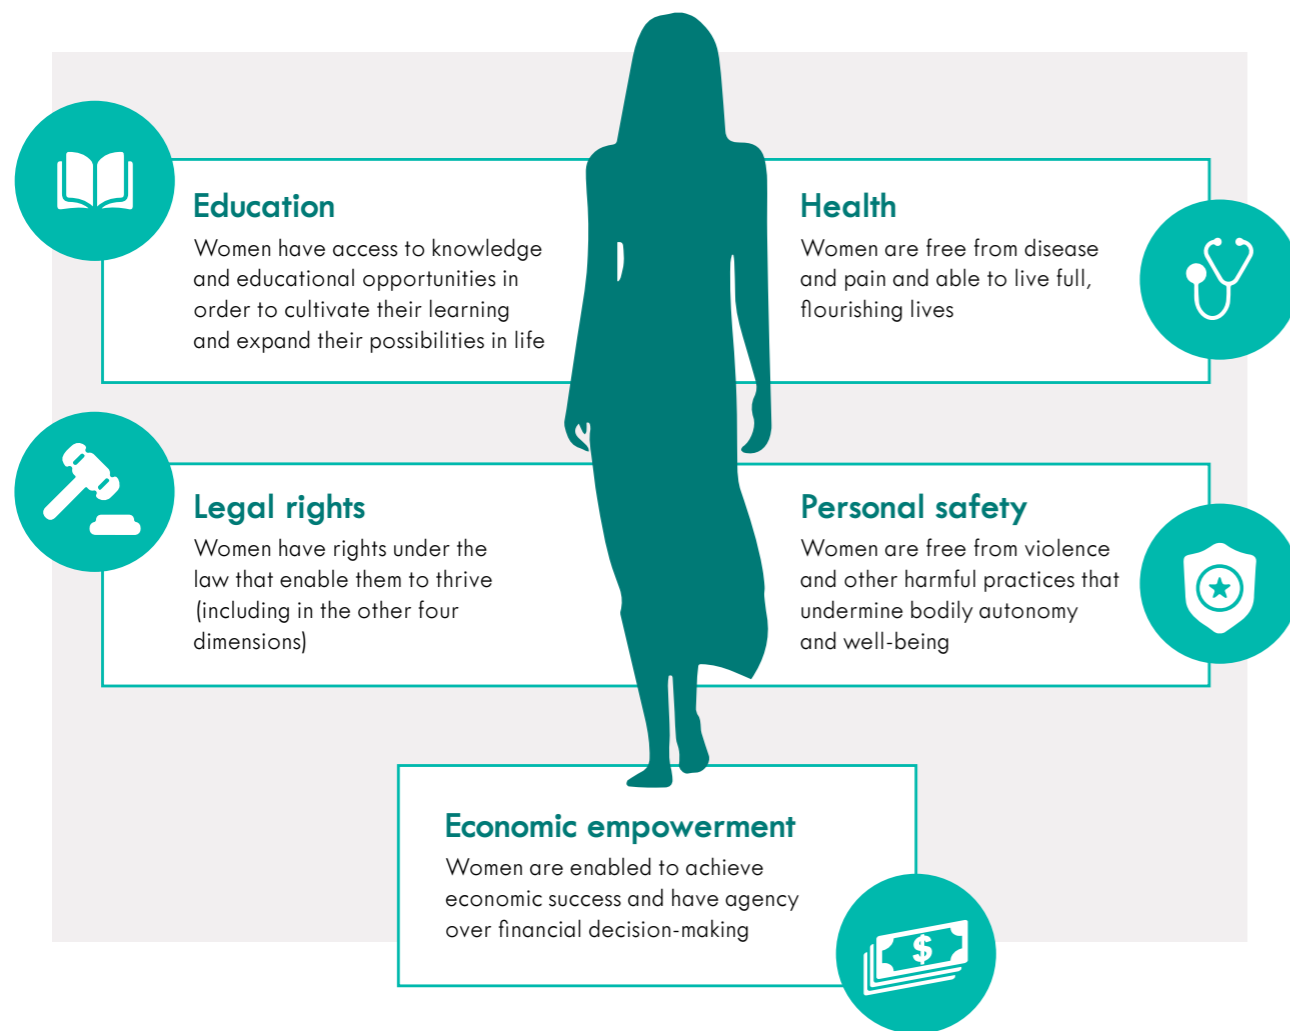 Education
Women have access to knowledge
and educational opportunities in
order to cultivate their learning
and expand their possibilities in life
Health
Women are free from disease
and pain and able to live full,
flourishing lives
Legal rights
Women have rights under the
law that enable them to thrive
(including in the other four
dimensions)
Personal safety
Women are free from violence
and other harmful practices that
undermine bodily autonomy
and well-being
Economic empowerment
Women are enabled to achieve
economic success and have agency
over financial decision-making
$